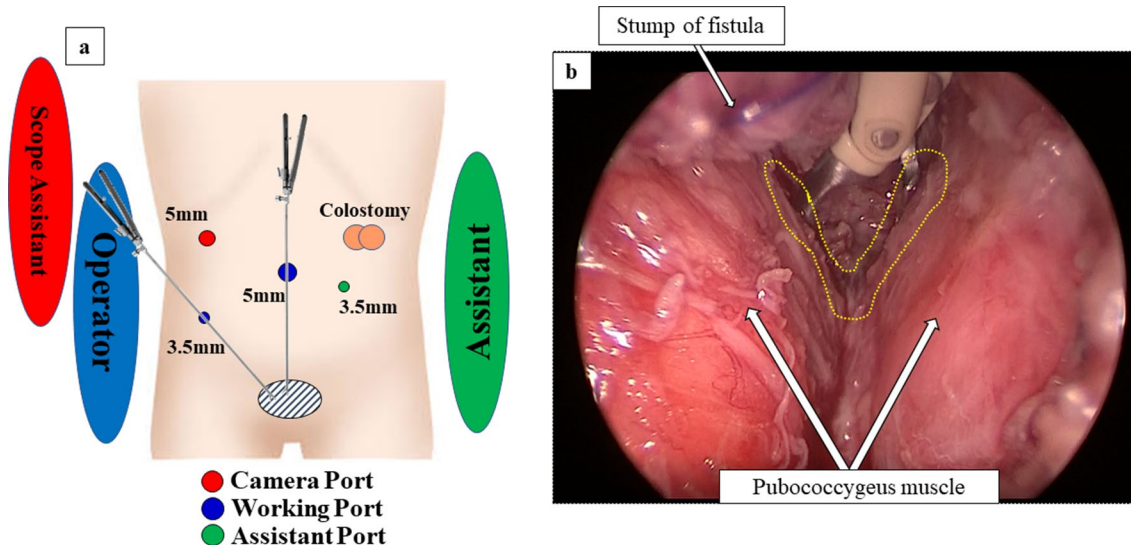 a
Scope Assistant
Operator
5mm
3.5mm
5mm
Colostomy
3.5mm
Assistant
Camera Port
Working Port
Assistant Port
Stump of fistula
b
Pubococcygeus muscle